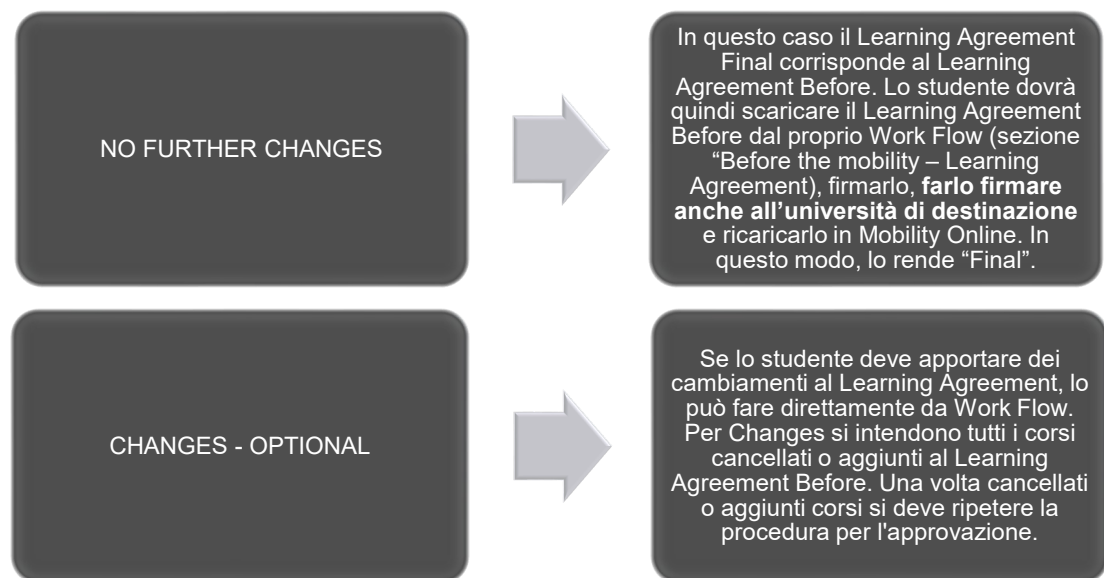 NO FURTHER CHANGES
In questo caso il Learning Agreement
Final corrisponde al Learning
Agreement Before. Lo studente dovrà
quindi scaricare il Learning Agreement
Before dal proprio Work Flow (sezione
“Before the mobility – Learning
Agreement), firmarlo, farlo firmare
anche all’università di destinazione
e ricaricarlo in Mobility Online. In
questo modo, lo rende “Final”.
CHANGES - OPTIONAL
Se lo studente deve apportare dei
cambiamenti al Learning Agreement, lo
può fare direttamente da Work Flow.
Per Changes si intendono tutti i corsi
cancellati o aggiunti al Learning
Agreement Before. Una volta cancellati
o aggiunti corsi si deve ripetere la
procedura per l'approvazione.